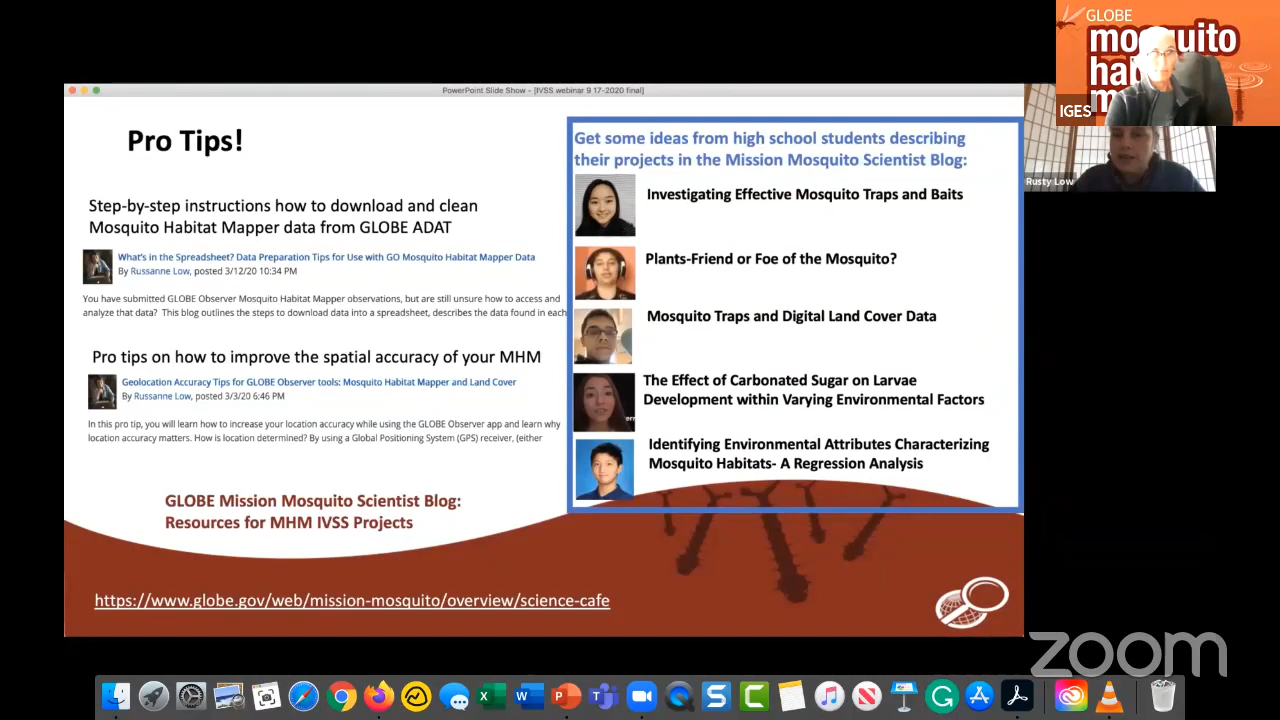 PowerPoint Slide Show - [IVSS webinar 9 17-2020 final]
Pro Tips!
Step-by-step instructions how to download and clean
Mosquito Habitat Mapper data from GLOBE ADAT
What's in the Spreadsheet? Data Preparation Tips for Use with GO Mosquito Habitat Mapper Data
By Russanne Low, posted 3/12/20 10:34 PM
You have submitted GLOBE Observer Mosquito Habitat Mapper observations, but are still unsure how to access and
analyze that data? This blog outlines the steps to download data into a spreadsheet, describes the data found in each
Pro tips on how to improve the spatial accuracy of your MHM
Geolocation Accuracy Tips for GLOBE Observer tools: Mosquito Habitat Mapper and Land Cover
By Russanne Low, posted 3/3/20 6:46 PM
In this pro tip, you will learn how to increase your location accuracy while using the GLOBE Observer app and learn why
location accuracy matters. How is location determined? By using a Global Positioning System (GPS) receiver, (either
GLOBE Mission Mosquito Scientist Blog:
Resources for MHM IVSS Projects
https://www.globe.gov/web/mission-mosquito/overview/science-cafe
Get some ideas from high school students describing
their projects in the Mission Mosquito Scientist Blog:
Investigating Effective Mosquito Traps and Baits
Plants-Friend or Foe of the Mosquito?
Mosquito Traps and Digital Land Cover Data
The Effect of Carbonated Sugar on Larvae
Development within Varying Environmental Factors
Identifying Environmental Attributes Characterizing
Mosquito Habitats- A Regression Analysis
GLOBE
mosquito
IGES
Rusty Low
zoom